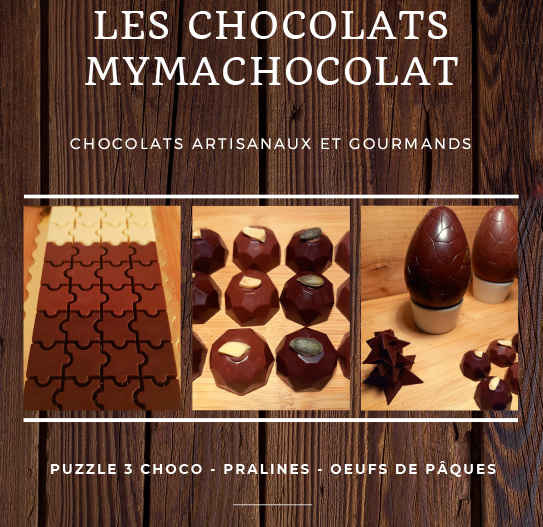 LES CHOCOLATS
MYMACHOCOLAT
CHOCOLATS ARTISANAUX ET GOURMANDS
PUZZLE 3 CHOCO - PRALINES - OEUFS DE PÂQUES